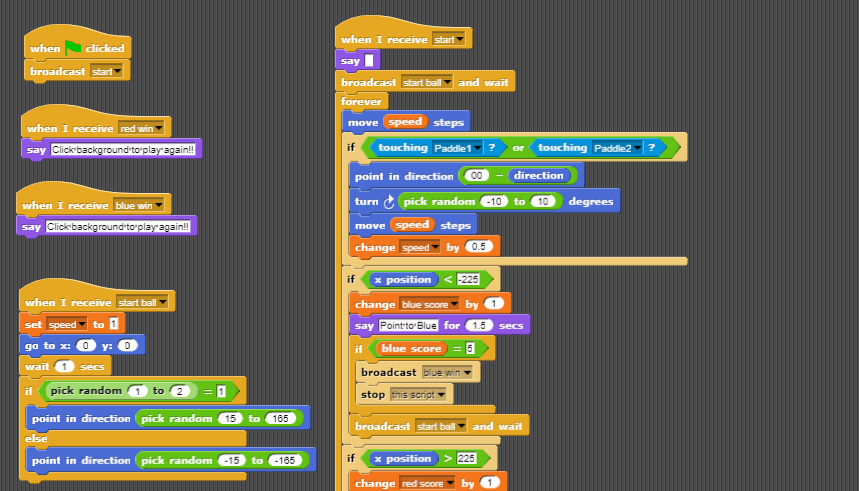 when clicked
broadcast start
when I receive red win
say Click background to play again!!
when I receive blue win
say Click background to play again!!
when I receive start ball
set speed to 1
go to x: 0 y: 0
wait 1 secs
if pick random 1 to 2 = 1
point in direction pick random 15 to 165
else
point in direction pick random -15 to -165
when I receive start
say
broadcast start ball and wait
forever
move speed steps
if touching Paddle1 ? or touching Paddle2 ?
point in direction 00 - direction
turn pick random -10 to 10 degrees
move speed steps
change speed by 0.5
if x position < -225
change blue score by 1
say Point to Blue for 1.5 secs
if blue score = 5
broadcast blue win
stop this script
broadcast start ball and wait
if x position > 225
change red score by 1